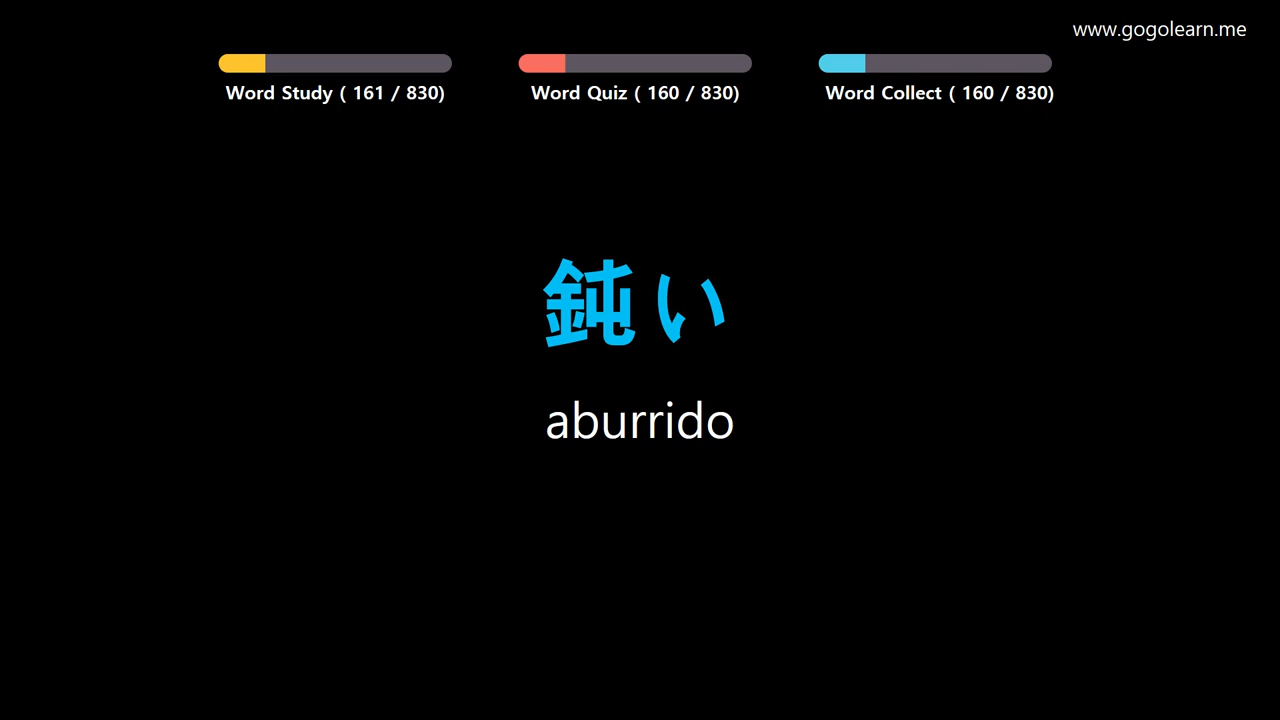 www.gogolearn.me
Word Study ( 161 / 830)
Word Quiz ( 160 / 830)
Word Collect ( 160 / 830)
鈍い
aburrido